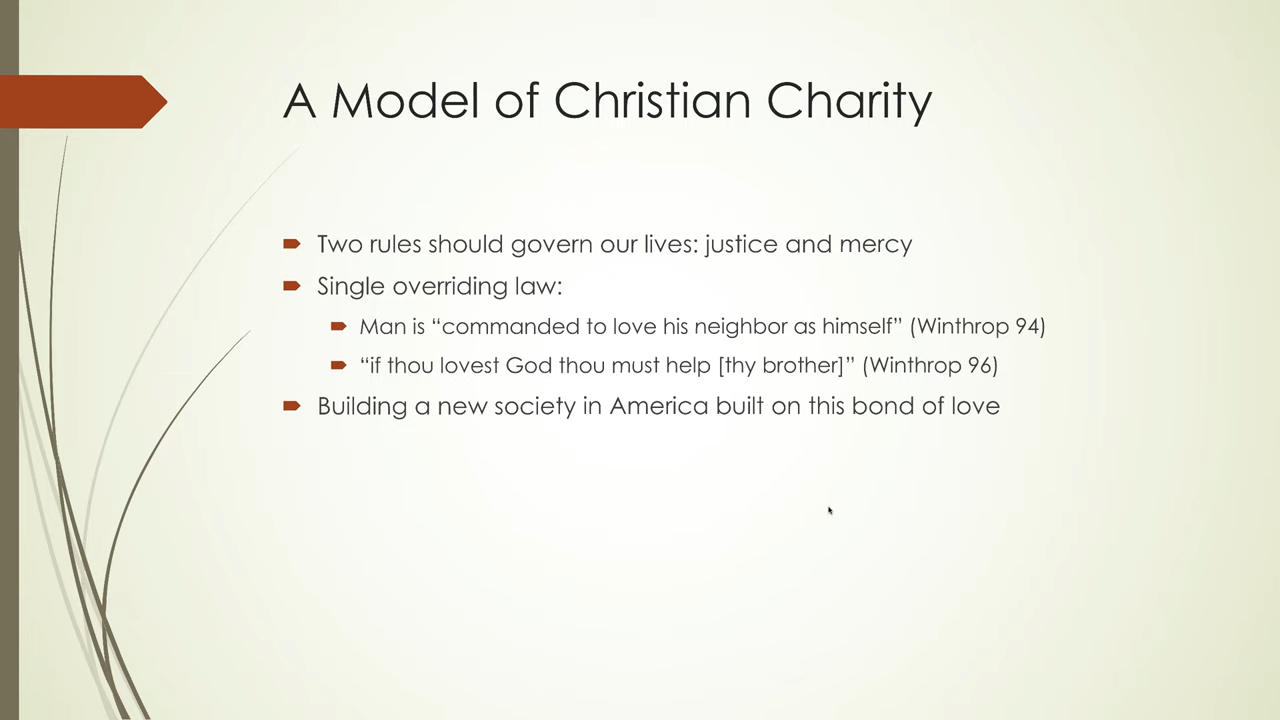 A Model of Christian Charity
Two rules should govern our lives: justice and mercy
Single overriding law:
Man is “commanded to love his neighbor as himself” (Winthrop 94)
“if thou lovest God thou must help [thy brother]” (Winthrop 96)
Building a new society in America built on this bond of love